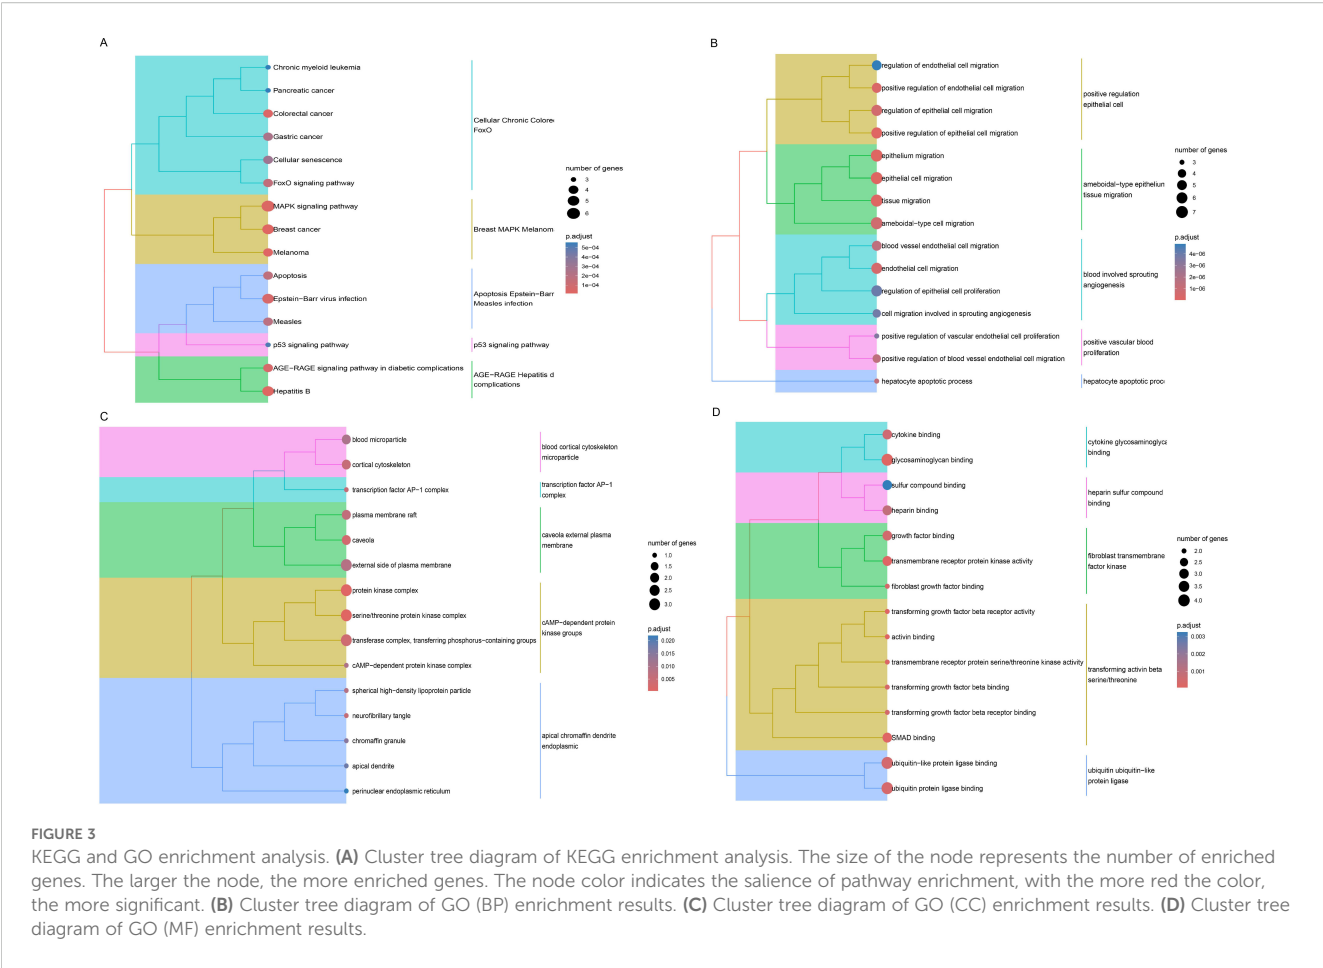 A
Chronic myeloid leukemia
Pancreatic cancer
Colorectal cancer
Gastric cancer
Cellular senescence
FoxO signaling pathway
MAPK signaling pathway
Breast cancer
Melanoma
Apoptosis
Epstein−Barr virus infection
Measles
p53 signaling pathway
AGE−RAGE signaling pathway in diabetic complications
Hepatitis B
Cellular Chronic Colore
FoxO
Breast MAPK Melanom
Apoptosis Epstein−Barr
Measles infection
p53 signaling pathway
AGE−RAGE Hepatitis d
complications
number of genes
3
4
5
6
p.adjust
5e−04
4e−04
3e−04
2e−04
1e−04
B
regulation of endothelial cell migration
positive regulation of endothelial cell migration
regulation of epithelial cell migration
positive regulation of epithelial cell migration
epithelium migration
epithelial cell migration
tissue migration
ameboidal−type cell migration
blood vessel endothelial cell migration
endothelial cell migration
regulation of epithelial cell proliferation
cell migration involved in sprouting angiogenesis
positive regulation of vascular endothelial cell proliferation
positive regulation of blood vessel endothelial cell migration
hepatocyte apoptotic process
positive regulation
epithelial cell
ameboidal−type epithelium
tissue migration
blood involved sprouting
angiogenesis
positive vascular blood
proliferation
hepatocyte apoptotic proc
number of genes
3
4
5
6
7
p.adjust
4e−06
3e−06
2e−06
1e−06
C
blood microparticle
cortical cytoskeleton
transcription factor AP−1 complex
plasma membrane raft
caveola
external side of plasma membrane
protein kinase complex
serine/threonine protein kinase complex
transferase complex, transferring phosphorus−containing groups
cAMP−dependent protein kinase complex
spherical high−density lipoprotein particle
neurofibrillary tangle
chromaffin granule
apical dendrite
perinuclear endoplasmic reticulum
blood cortical cytoskeleton
microparticle
transcription factor AP−1
complex
caveola external plasma
membrane
cAMP−dependent protein
kinase groups
apical chromaffin dendrite
endoplasmic
number of genes
1.0
1.5
2.0
2.5
3.0
p.adjust
0.020
0.015
0.010
0.005
D
cytokine binding
glycosaminoglycan binding
sulfur compound binding
heparin binding
growth factor binding
transmembrane receptor protein kinase activity
fibroblast growth factor binding
transforming growth factor beta receptor activity
activin binding
transmembrane receptor protein serine/threonine kinase activity
transforming growth factor beta binding
transforming growth factor beta receptor binding
SMAD binding
ubiquitin−like protein ligase binding
ubiquitin protein ligase binding
cytokine glycosaminoglyca
binding
heparin sulfur compound
binding
fibroblast transmembrane
factor kinase
transforming activin beta
serine/threonine
ubiquitin ubiquitin−like
protein ligase
number of genes
2.0
2.5
3.0
3.5
4.0
p.adjust
0.003
0.002
0.001
FIGURE 3
KEGG and GO enrichment analysis. (A) Cluster tree diagram of KEGG enrichment analysis. The size of the node represents the number of enriched
genes. The larger the node, the more enriched genes. The node color indicates the salience of pathway enrichment, with the more red the color,
the more significant. (B) Cluster tree diagram of GO (BP) enrichment results. (C) Cluster tree diagram of GO (CC) enrichment results. (D) Cluster tree
diagram of GO (MF) enrichment results.